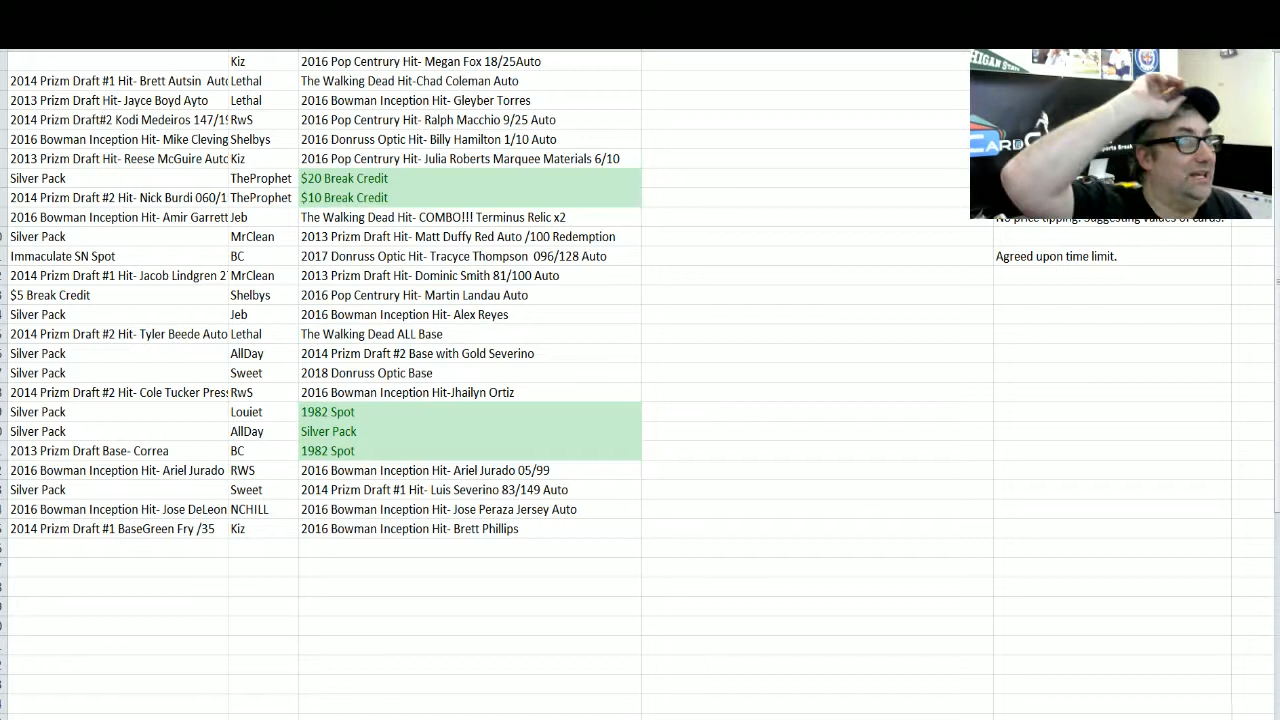 Kiz 2016 Pop Centrury Hit- Megan Fox 18/25Auto
2014 Prizm Draft #1 Hit- Brett Autsin Auto Lethal The Walking Dead Hit-Chad Coleman Auto
2013 Prizm Draft Hit- Jayce Boyd Ayto Lethal 2016 Bowman Inception Hit- Gleyber Torres
2014 Prizm Draft#2 Kodi Medeiros 147/19 RwS 2016 Pop Centrury Hit- Ralph Macchio 9/25 Auto
2016 Bowman Inception Hit- Mike Cleving Shelbys 2016 Donruss Optic Hit- Billy Hamilton 1/10 Auto
2013 Prizm Draft Hit- Reese McGuire Auto Kiz 2016 Pop Centrury Hit- Julia Roberts Marquee Materials 6/10
Silver Pack TheProphet $20 Break Credit
2014 Prizm Draft #2 Hit- Nick Burdi 060/1 TheProphet $10 Break Credit
2016 Bowman Inception Hit- Amir Garrett Jeb The Walking Dead Hit- COMBO!!! Terminus Relic x2
No price tipping. Suggesting values of cards.
Silver Pack MrClean 2013 Prizm Draft Hit- Matt Duffy Red Auto /100 Redemption
Immaculate SN Spot BC 2017 Donruss Optic Hit- Tracyce Thompson 096/128 Auto Agreed upon time limit.
2014 Prizm Draft #1 Hit- Jacob Lindgren 2 MrClean 2013 Prizm Draft Hit- Dominic Smith 81/100 Auto
$5 Break Credit Shelbys 2016 Pop Centrury Hit- Martin Landau Auto
Silver Pack Jeb 2016 Bowman Inception Hit- Alex Reyes
2014 Prizm Draft #2 Hit- Tyler Beede Auto Lethal The Walking Dead ALL Base
Silver Pack AllDay 2014 Prizm Draft #2 Base with Gold Severino
Silver Pack Sweet 2018 Donruss Optic Base
2014 Prizm Draft #2 Hit- Cole Tucker Press RwS 2016 Bowman Inception Hit-Jhailyn Ortiz
Silver Pack Louiet 1982 Spot
Silver Pack AllDay Silver Pack
2013 Prizm Draft Base- Correa BC 1982 Spot
2016 Bowman Inception Hit- Ariel Jurado RWS 2016 Bowman Inception Hit- Ariel Jurado 05/99
Silver Pack Sweet 2014 Prizm Draft #1 Hit- Luis Severino 83/149 Auto
2016 Bowman Inception Hit- Jose DeLeon NCHILL 2016 Bowman Inception Hit- Jose Peraza Jersey Auto
2014 Prizm Draft #1 BaseGreen Fry /35 Kiz 2016 Bowman Inception Hit- Brett Phillips